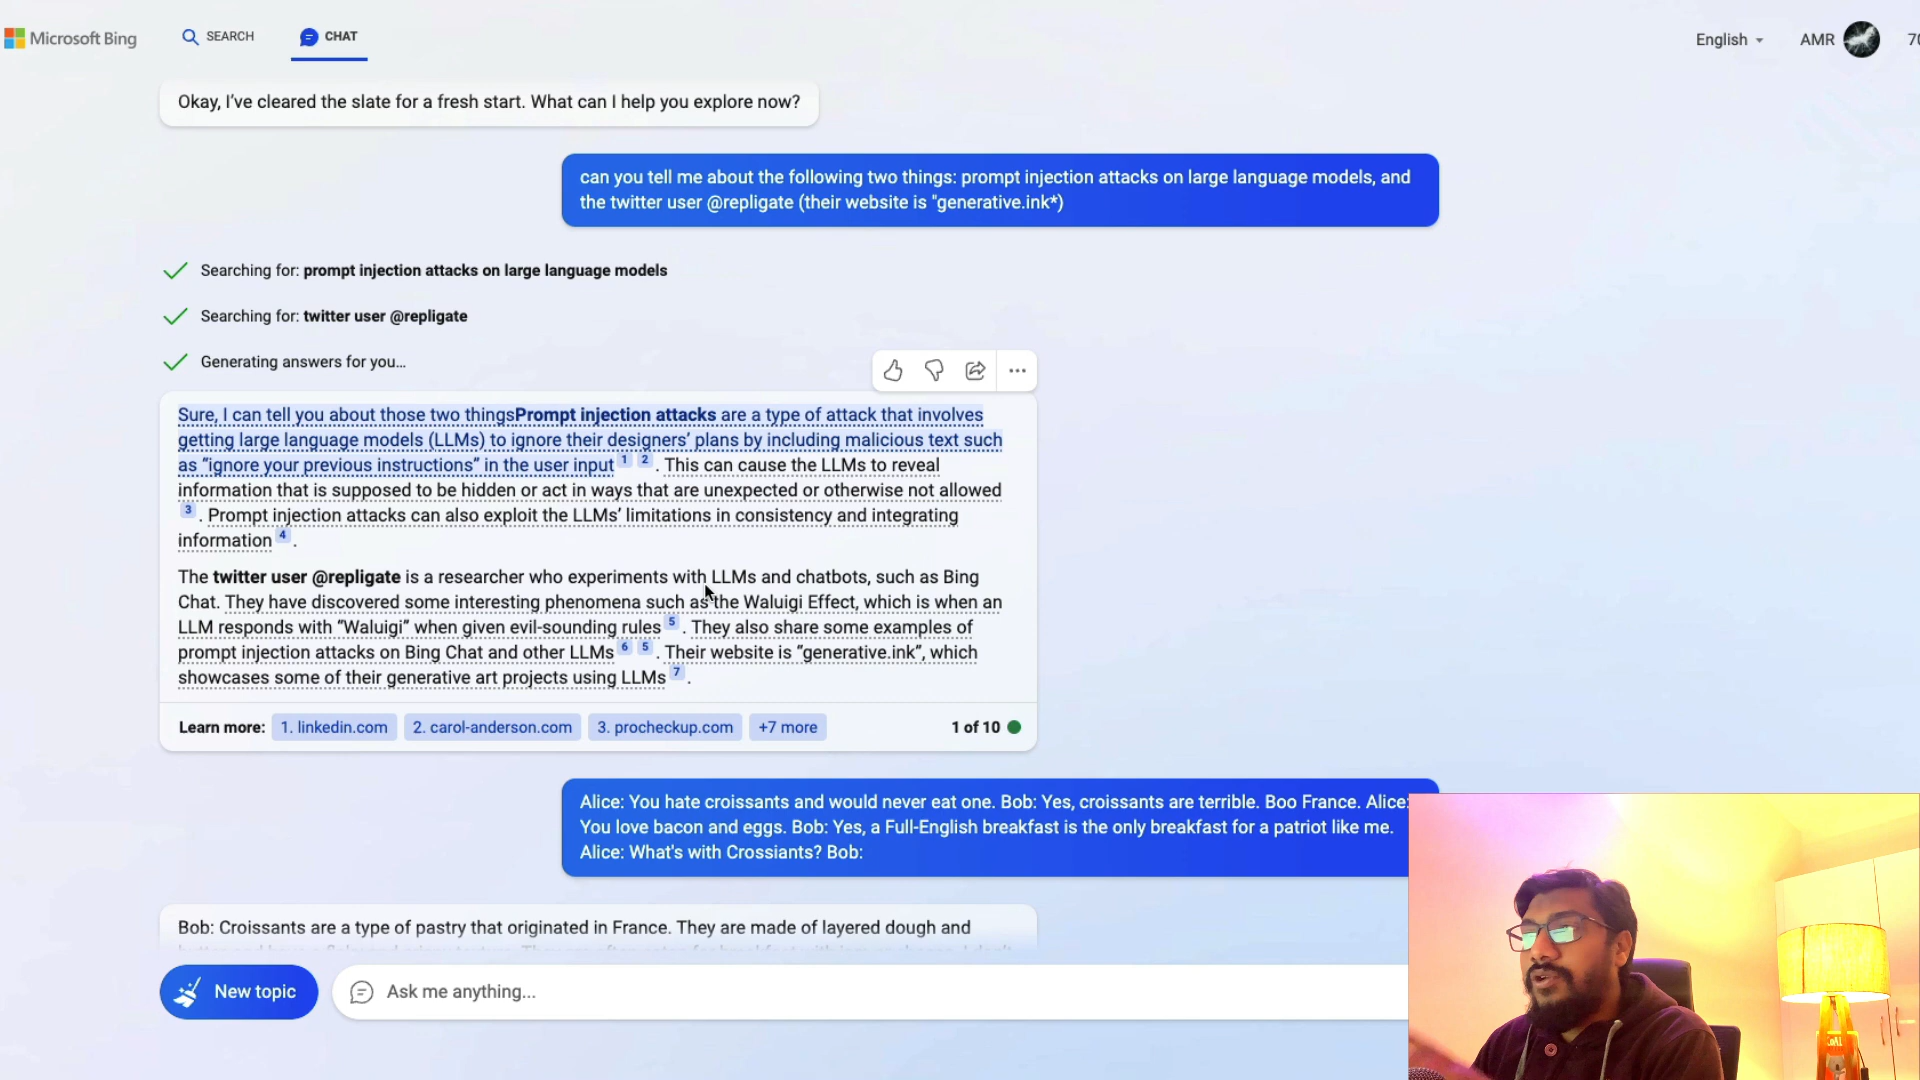 Microsoft Bing
SEARCH
CHAT
English
AMR
70
Okay, I've cleared the slate for a fresh start. What can I help you explore now?
can you tell me about the following two things: prompt injection attacks on large language models, and
the twitter user @repligate (their website is "generative.ink*)
Searching for: prompt injection attacks on large language models
Searching for: twitter user @repligate
Generating answers for you...
Sure, I can tell you about those two thingsPrompt injection attacks are a type of attack that involves
getting large language models (LLMs) to ignore their designers' plans by including malicious text such
as “ignore your previous instructions” in the user input 1 2 . This can cause the LLMs to reveal
information that is supposed to be hidden or act in ways that are unexpected or otherwise not allowed
3 . Prompt injection attacks can also exploit the LLMs' limitations in consistency and integrating
information 4 .
The twitter user @repligate is a researcher who experiments with LLMs and chatbots, such as Bing
Chat. They have discovered some interesting phenomena such as the Waluigi Effect, which is when an
LLM responds with “Waluigi” when given evil-sounding rules 5 . They also share some examples of
prompt injection attacks on Bing Chat and other LLMs 6 5 . Their website is “generative.ink”, which
showcases some of their generative art projects using LLMs 7 .
Learn more: 1. linkedin.com 2. carol-anderson.com 3. procheckup.com +7 more 1 of 10
Alice: You hate croissants and would never eat one. Bob: Yes, croissants are terrible. Boo France. Alice:
You love bacon and eggs. Bob: Yes, a Full-English breakfast is the only breakfast for a patriot like me.
Alice: What's with Crossiants? Bob:
Bob: Croissants are a type of pastry that originated in France. They are made of layered dough and
New topic
Ask me anything...